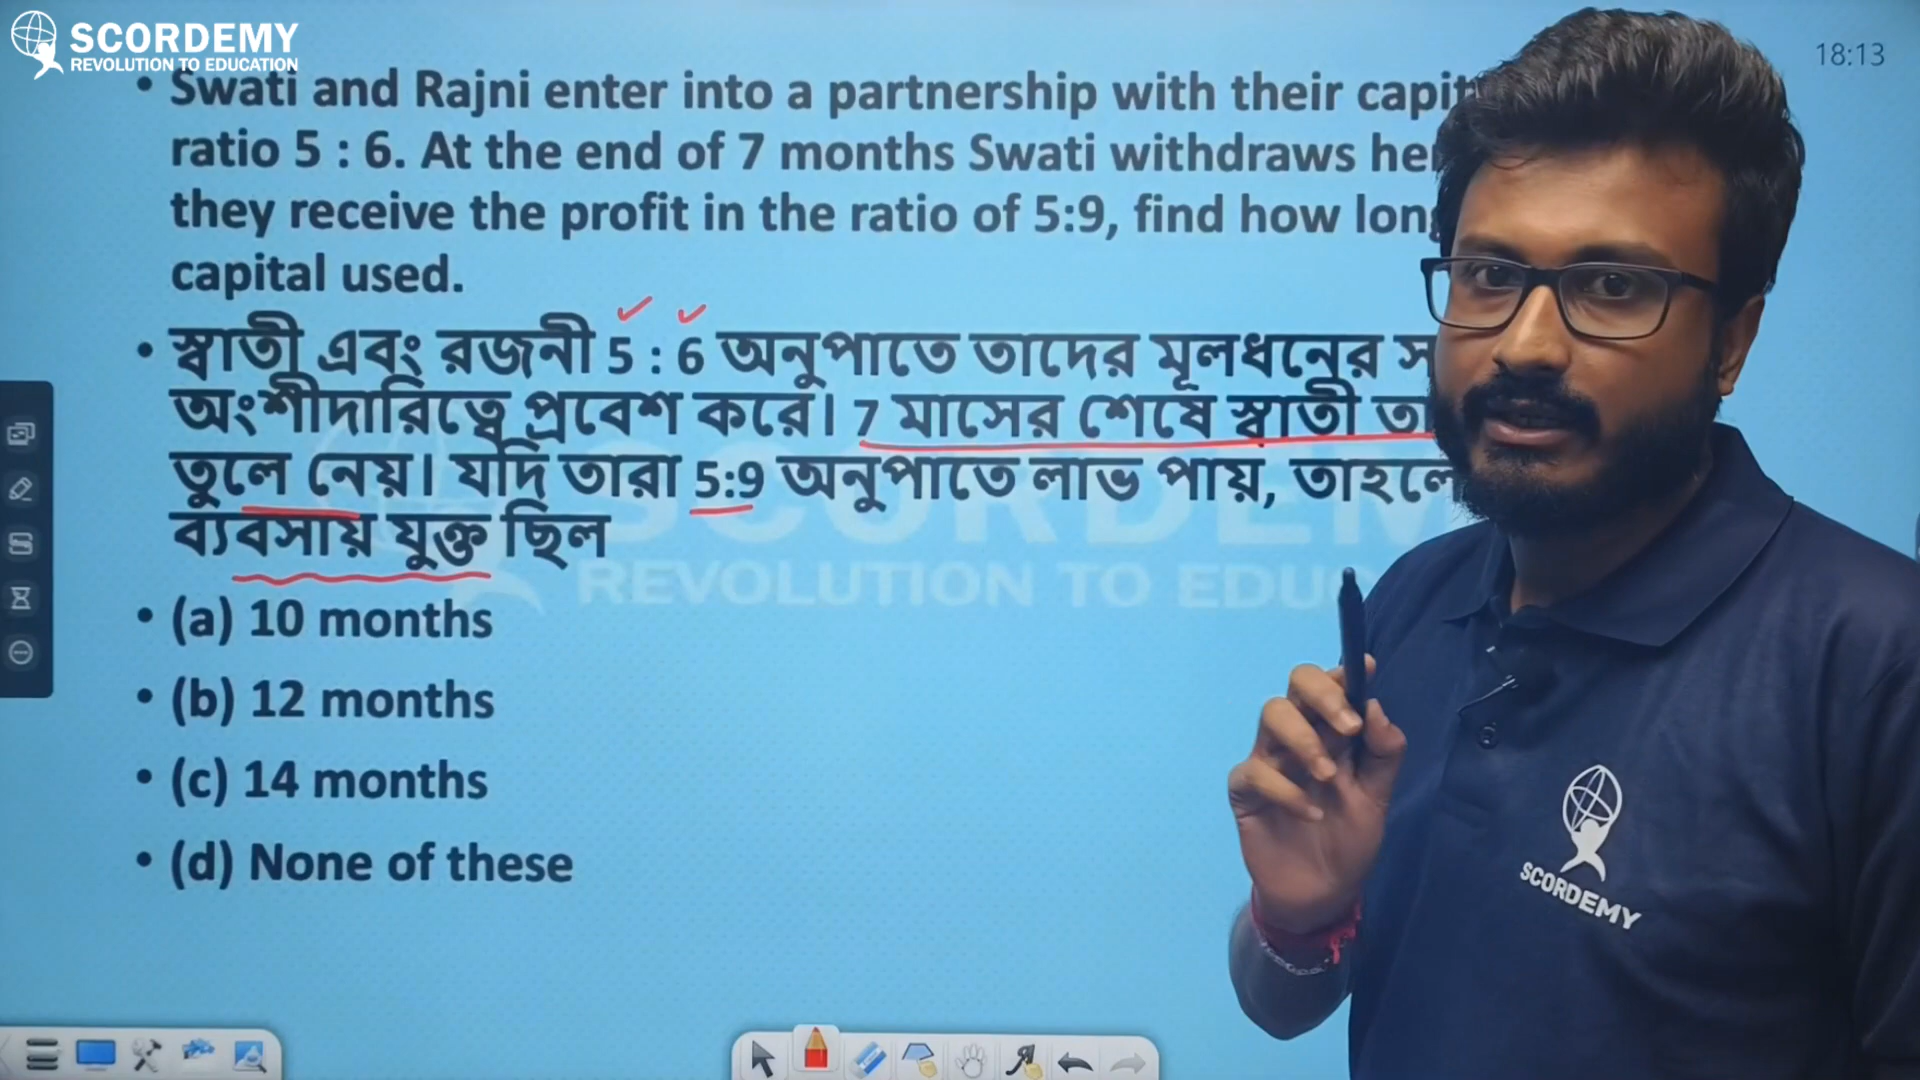 SCORDEMY
REVOLUTION TO EDUCATION
18:13
• Swati and Rajni enter into a partnership with their
ratio 5 : 6. At the end of 7 months Swati withdraws
they receive the profit in the ratio of 5:9, find how
capital used.
• স্বাতী এবং রজনী 5 : 6 অনুপাতে তাদের মূলধনের
অংশীদারিত্বে প্রবেশ করে। 7 মাসের শেষে স্বাতী
তুলে নেয়। যদি তারা 5:9 অনুপাতে লাভ পায়, তাহলে
ব্যবসায় যুক্ত ছিল
REVOLUTION TO
• (a) 10 months
• (b) 12 months
• (c) 14 months
• (d) None of these
SCORDEMY